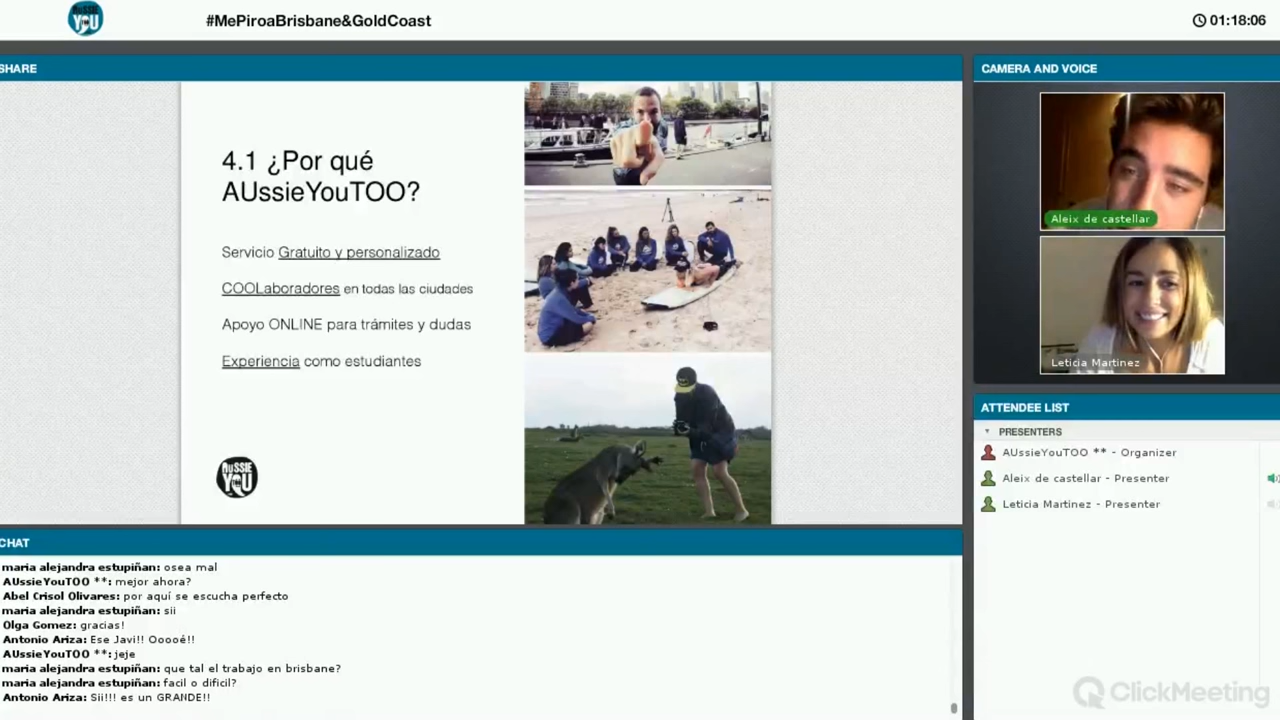 AUSSIE YOU
#MePiroaBrisbane&GoldCoast
01:18:06
SHARE
4.1 ¿Por qué
AUssieYouTOO?
Servicio Gratuito y personalizado
COOLaboradores en todas las ciudades
Apoyo ONLINE para trámites y dudas
Experiencia como estudiantes
AUSSIE YOU
CAMERA AND VOICE
Aleix de castellar
Leticia Martinez
ATTENDEE LIST
PRESENTERS
AUssieYouTOO ** - Organizer
Aleix de castellar - Presenter
Leticia Martinez - Presenter
CHAT
maria alejandra estupiñan: osea mal
AUssieYouTOO **: mejor ahora?
Abel Crisol Olivares: por aquí se escucha perfecto
maria alejandra estupiñan: sii
Olga Gomez: gracias!
Antonio Ariza: Ese Javi!! Ooooé!!
AUssieYouTOO **: jeje
maria alejandra estupiñan: que tal el trabajo en brisbane?
maria alejandra estupiñan: facil o dificil?
Antonio Ariza: Sii!!! es un GRANDE!!
ClickMeeting